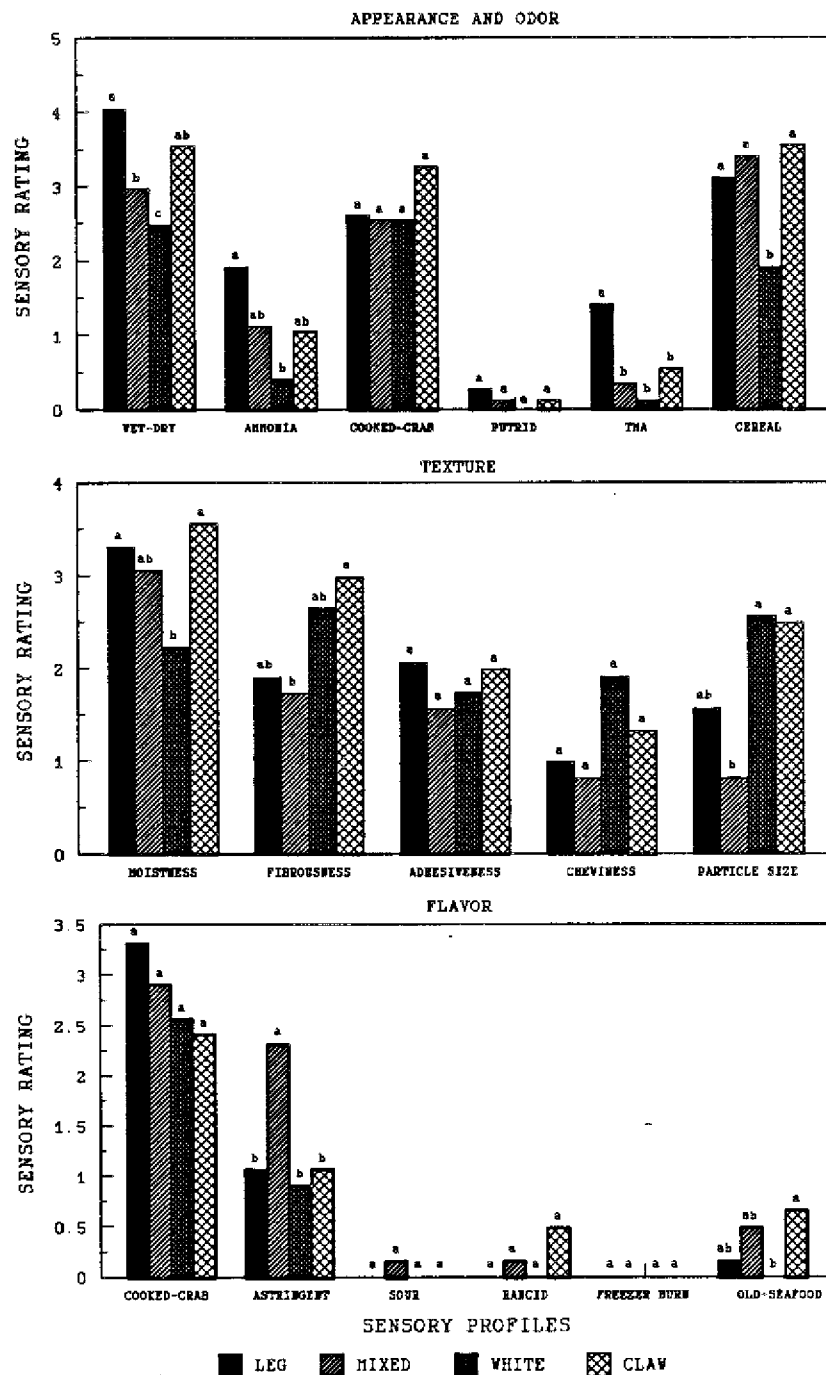 APPEARANCE AND ODOR
5
4
3
2
1
0
SENSORY RATING
a b c ab
a ab b ab
a a a a
a a a a
a b b b
a a b a
WET-DRY AMMONIA COOKED-CRAB PUTRID TMA CEREAL
TEXTURE
4
3
2
1
0
SENSORY RATING
a ab b a
ab b ab a
a a a a
a a a a
ab b a a
MOISTNESS FIBROUSNESS ADHESIVENESS CHEWINESS PARTICLE SIZE
FLAVOR
3.5
3
2.5
2
1.5
1
0.5
0
SENSORY RATING
a a a a
b a b b
a a a a
a a a a
a a a a
ab ab b a
COOKED-CRAB ASTRINGENT SOUR RANCID FREEZER BURN OLD-SEAFOOD
SENSORY PROFILES
LEG MIXED WHITE CLAW